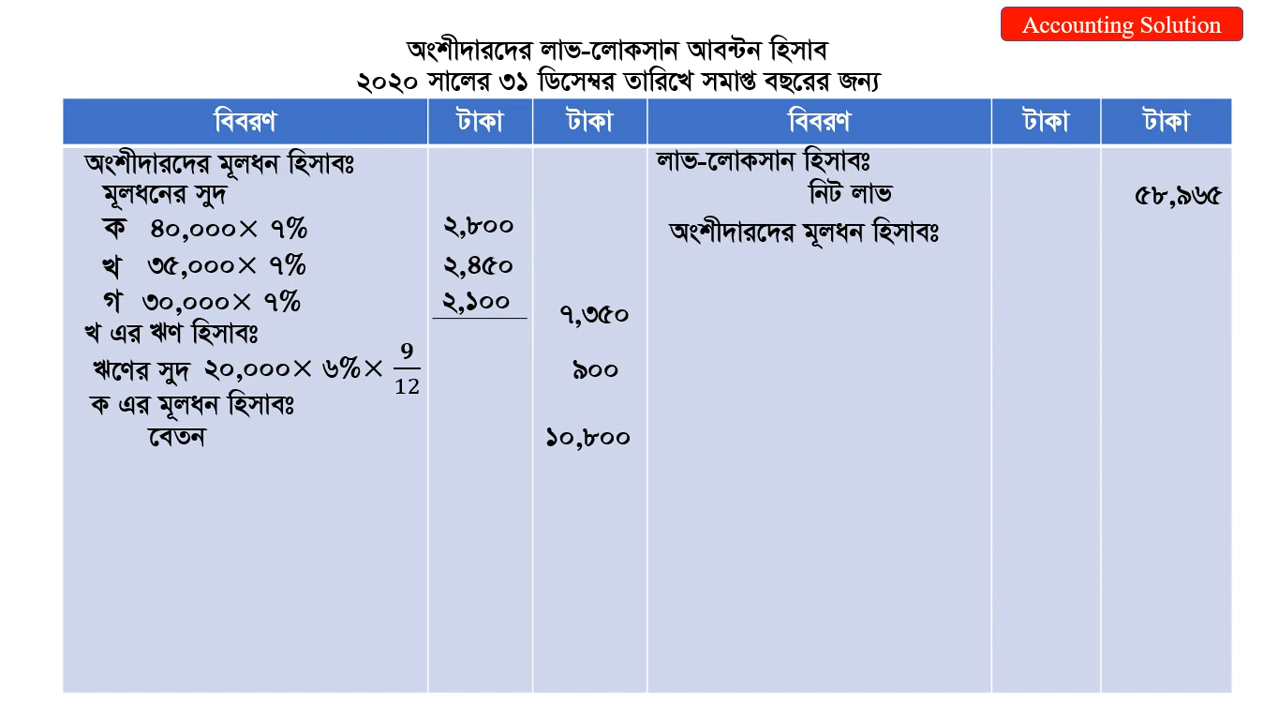 Accounting Solution
অংশীদারদের লাভ-লোকসান আবন্টন হিসাব
২০২০ সালের ৩১ ডিসেম্বর তারিখে সমাপ্ত বছরের জন্য
বিবরণ টাকা টাকা বিবরণ টাকা টাকা
অংশীদারদের মূলধন হিসাবঃ
মূলধনের সুদ
ক ৪০,০০০× ৭% ২,৮০০
খ ৩৫,০০০× ৭% ২,৪৫০
গ ৩০,০০০× ৭% ২,১০০ ৭,৩৫০
খ এর ঋণ হিসাবঃ
ঋণের সুদ ২০,০০০× ৬%× 9/12 ৯০০
ক এর মূলধন হিসাবঃ
বেতন ১০,৮০০
লাভ-লোকসান হিসাবঃ
নিট লাভ ৫৮,৯৬৫
অংশীদারদের মূলধন হিসাবঃ